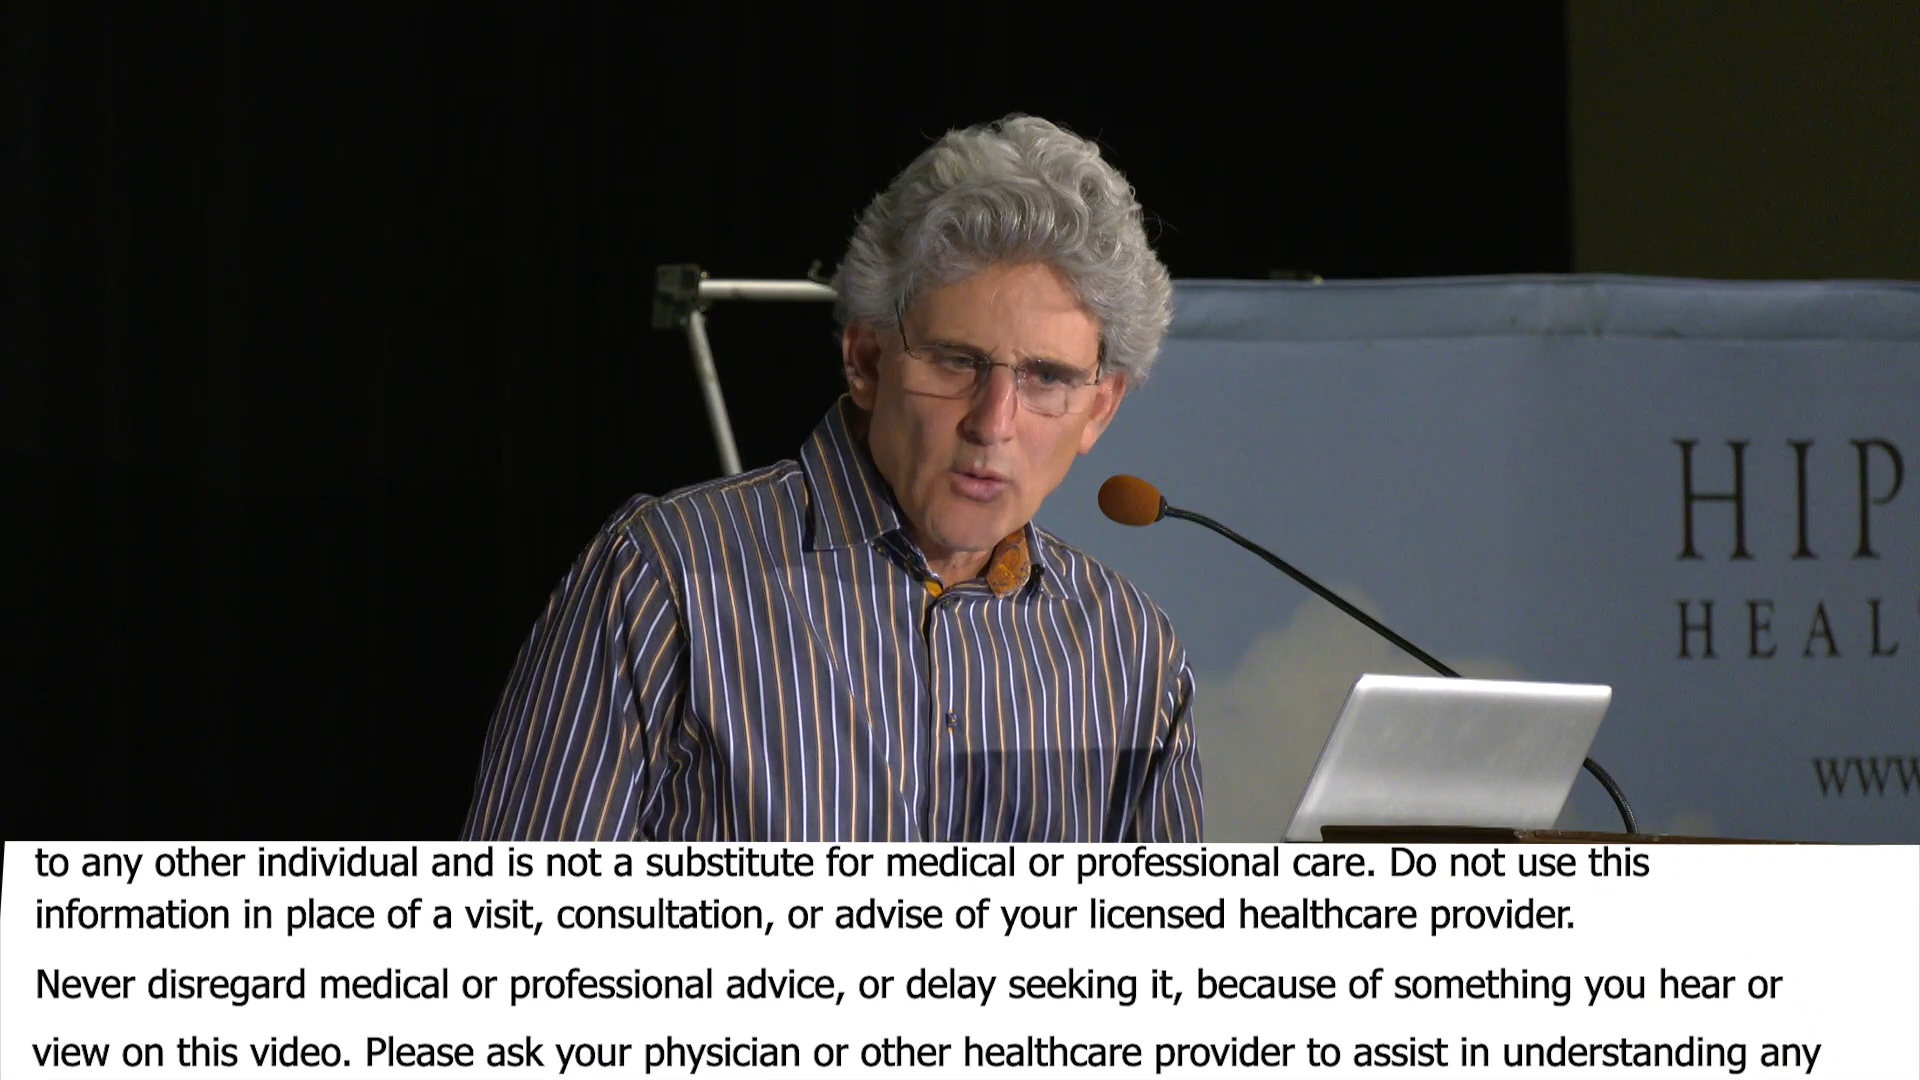 HIP
HEAL
www
to any other individual and is not a substitute for medical or professional care. Do not use this
information in place of a visit, consultation, or advise of your licensed healthcare provider.
Never disregard medical or professional advice, or delay seeking it, because of something you hear or
view on this video. Please ask your physician or other healthcare provider to assist in understanding any